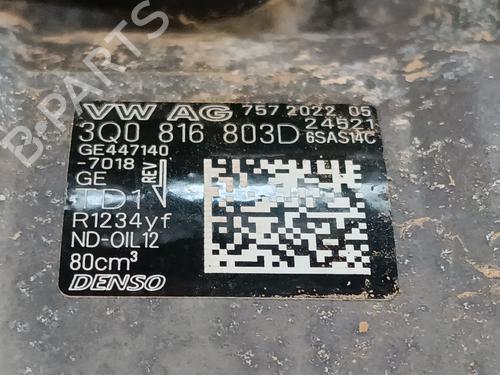 VW AG 757 2022 05
24521
3Q0 816 803D 6SAS14C
GE447140
-7018
GE
REV
TD1
R1234yf
ND-OIL12
80cm³
DENSO